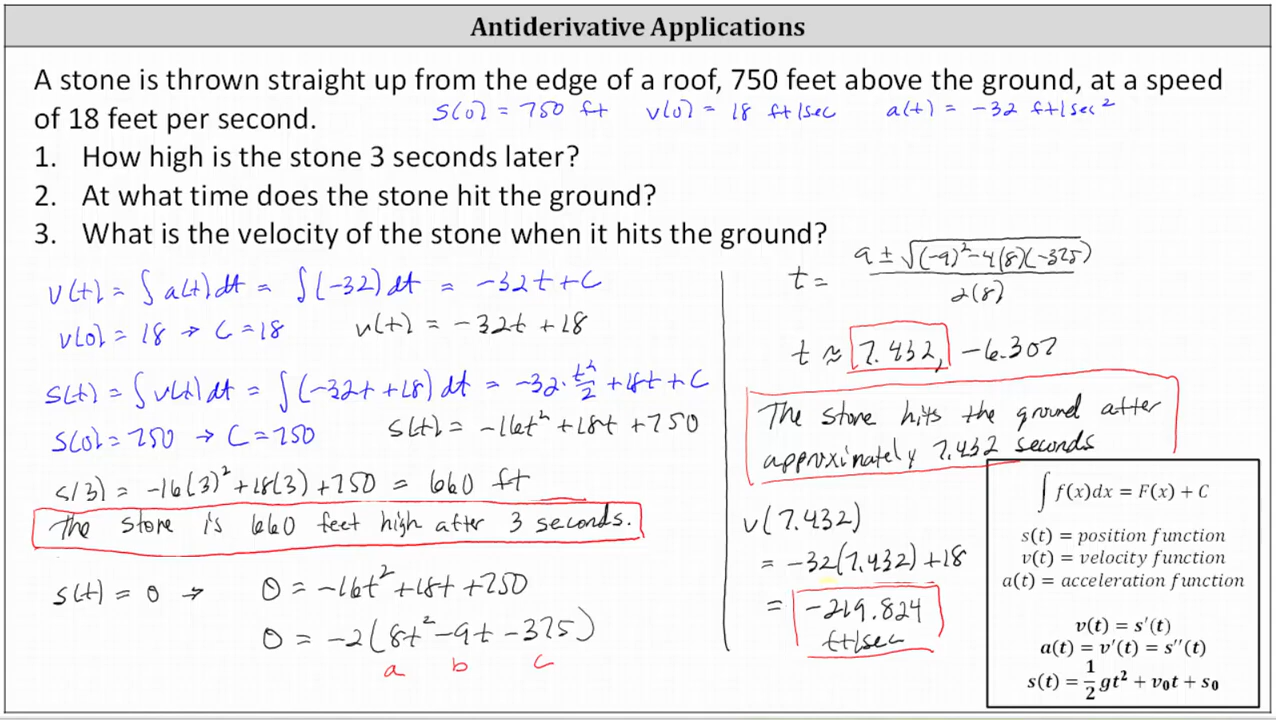 Antiderivative Applications
A stone is thrown straight up from the edge of a roof, 750 feet above the ground, at a speed
of 18 feet per second.
s(0) = 750 ft v(0) = 18 ft/sec a(t) = -32 ft/sec²
1. How high is the stone 3 seconds later?
2. At what time does the stone hit the ground?
3. What is the velocity of the stone when it hits the ground?
v(t) = ∫ a(t) dt = ∫ (-32) dt = -32t + C
v(0) = 18 → C = 18 v(t) = -32t + 18
s(t) = ∫ v(t) dt = ∫ (-32t + 18) dt = -32 · t²/2 + 18t + C
s(0) = 750 → C = 750 s(t) = -16t² + 18t + 750
s(3) = -16(3)² + 18(3) + 750 = 660 ft
The stone is 660 feet high after 3 seconds.
s(t) = 0 → 0 = -16t² + 18t + 750
0 = -2(8t² - 9t - 375)
a b c
t = (9 ± √((-9)² - 4(8)(-375))) / 2(8)
t ≈ 7.432, -6.307
The stone hits the ground after
approximately 7.432 seconds
v(7.432)
= -32(7.432) + 18
= -219.824
ft/sec
∫ f(x)dx = F(x) + C
s(t) = position function
v(t) = velocity function
a(t) = acceleration function
v(t) = s′(t)
a(t) = v′(t) = s′′(t)
s(t) = 1/2 gt² + v₀t + s₀